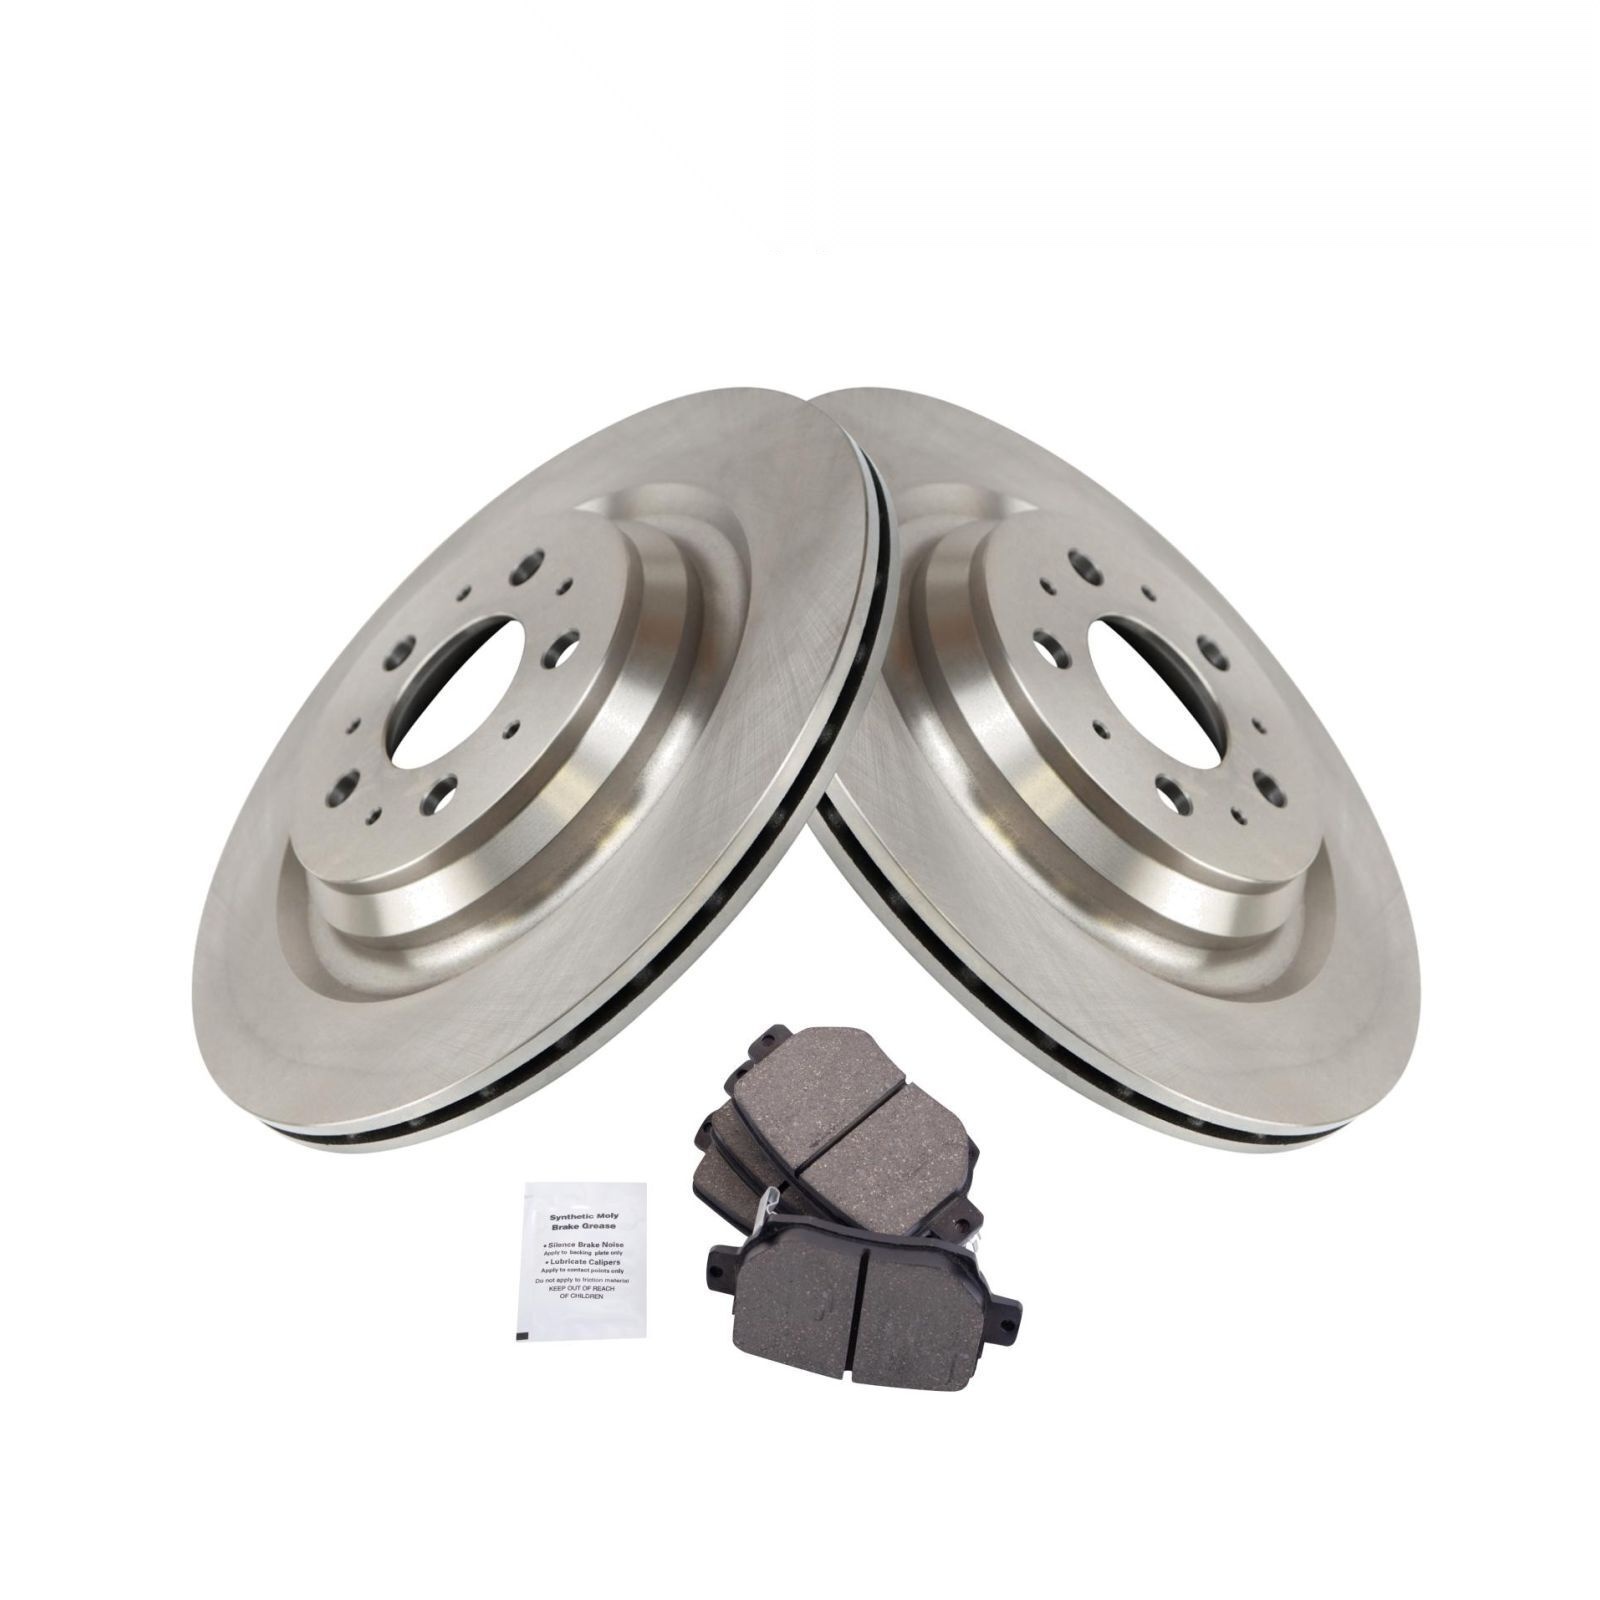 Synthetic Moly
Brake Grease
• Silence Brake Noise
Apply to backing plate only
• Lubricate Calipers
Apply to contact points only
Do not apply to friction material
KEEP OUT OF REACH
OF CHILDREN